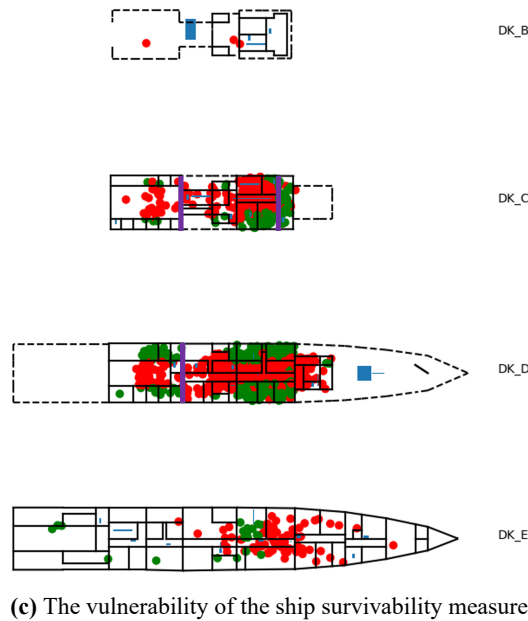 DK_B
DK_C
DK_D
DK_E
(c) The vulnerability of the ship survivability measure